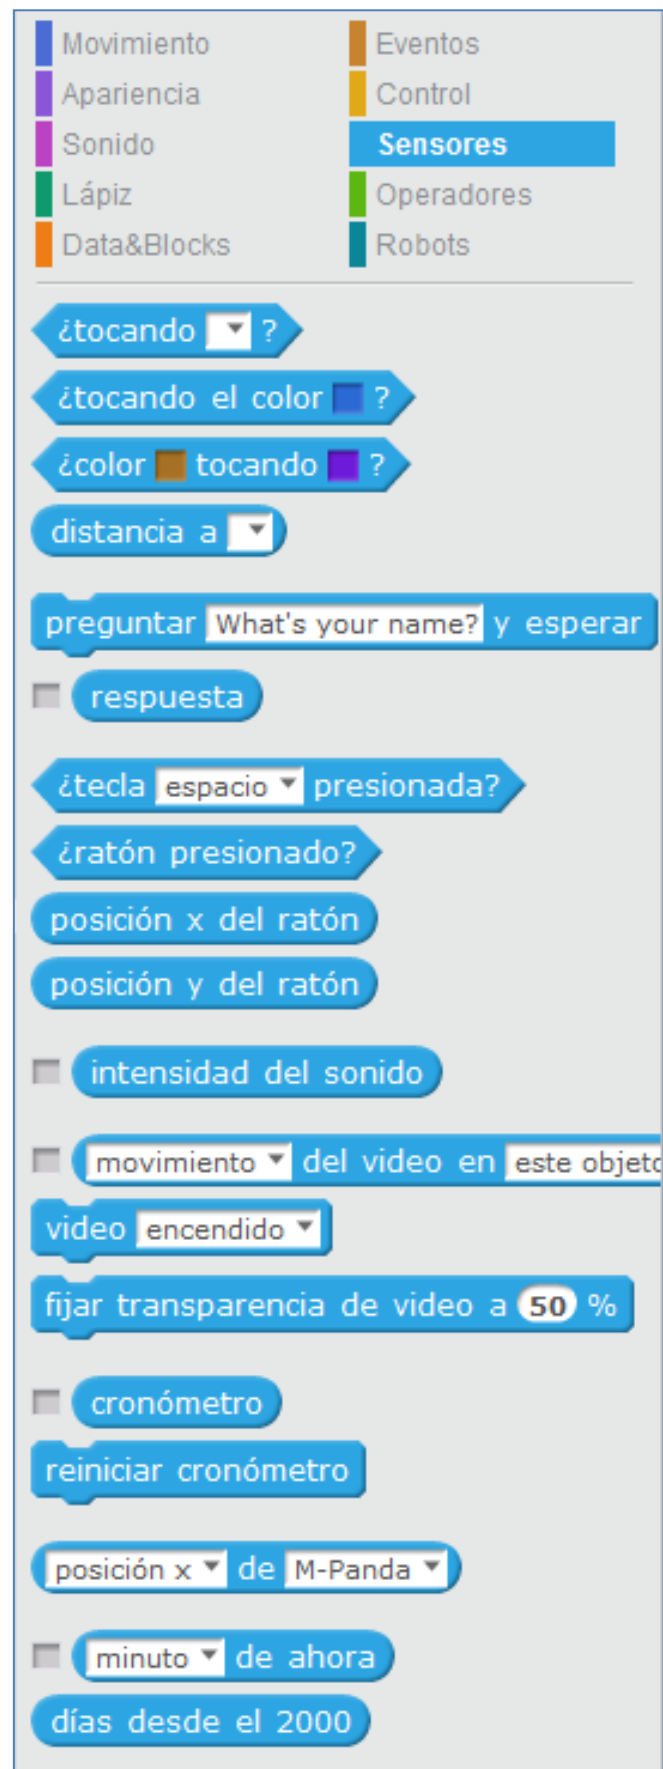 Movimiento
Eventos
Apariencia
Control
Sonido
Sensores
Lápiz
Operadores
Data&Blocks
Robots
¿tocando ?
¿tocando el color ?
¿color tocando ?
distancia a
preguntar What's your name? y esperar
respuesta
¿tecla espacio presionada?
¿ratón presionado?
posición x del ratón
posición y del ratón
intensidad del sonido
movimiento del video en este objeto
video encendido
fijar transparencia de video a 50 %
cronómetro
reiniciar cronómetro
posición x de M-Panda
minuto de ahora
días desde el 2000